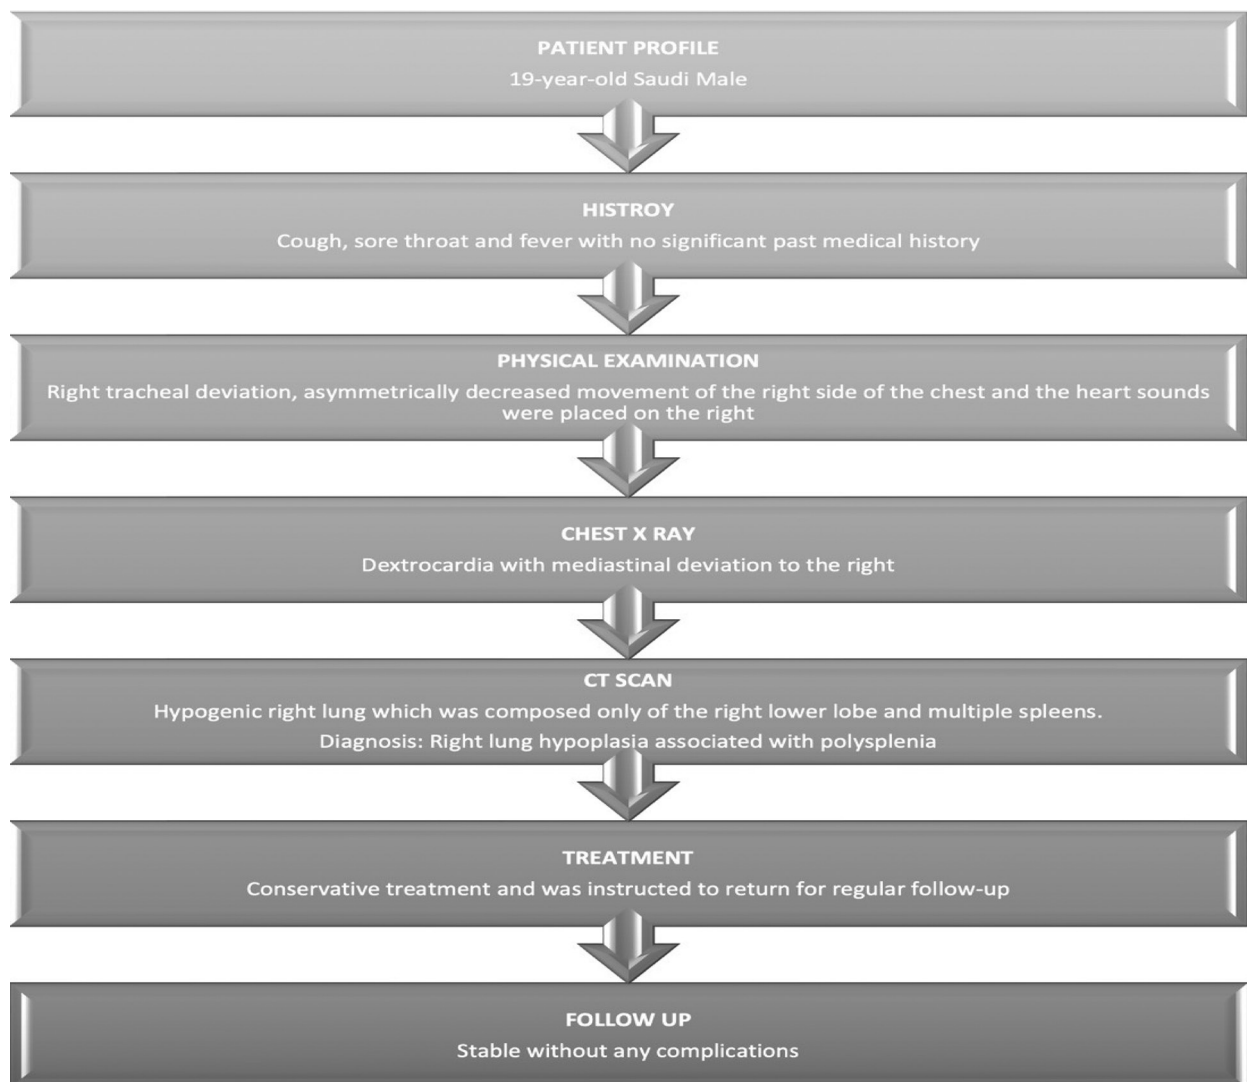 PATIENT PROFILE
19-year-old Saudi Male
HISTROY
Cough, sore throat and fever with no significant past medical history
PHYSICAL EXAMINATION
Right tracheal deviation, asymmetrically decreased movement of the right side of the chest and the heart sounds
were placed on the right
CHEST X RAY
Dextrocardia with mediastinal deviation to the right
CT SCAN
Hypogenic right lung which was composed only of the right lower lobe and multiple spleens.
Diagnosis: Right lung hypoplasia associated with polysplenia
TREATMENT
Conservative treatment and was instructed to return for regular follow-up
FOLLOW UP
Stable without any complications